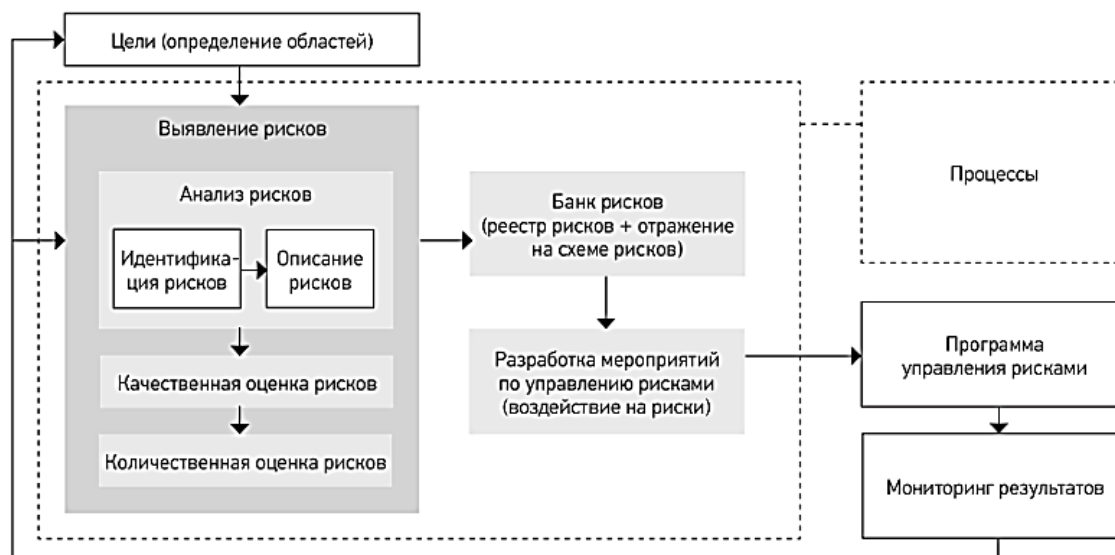 Цели (определение областей)
Выявление рисков
Анализ рисков
Идентифика-
ция рисков
Описание
рисков
Качественная оценка рисков
Количественная оценка рисков
Банк рисков
(реестр рисков + отражение
на схеме рисков)
Разработка мероприятий
по управлению рисками
(воздействие на риски)
Процессы
Программа
управления рисками
Мониторинг результатов